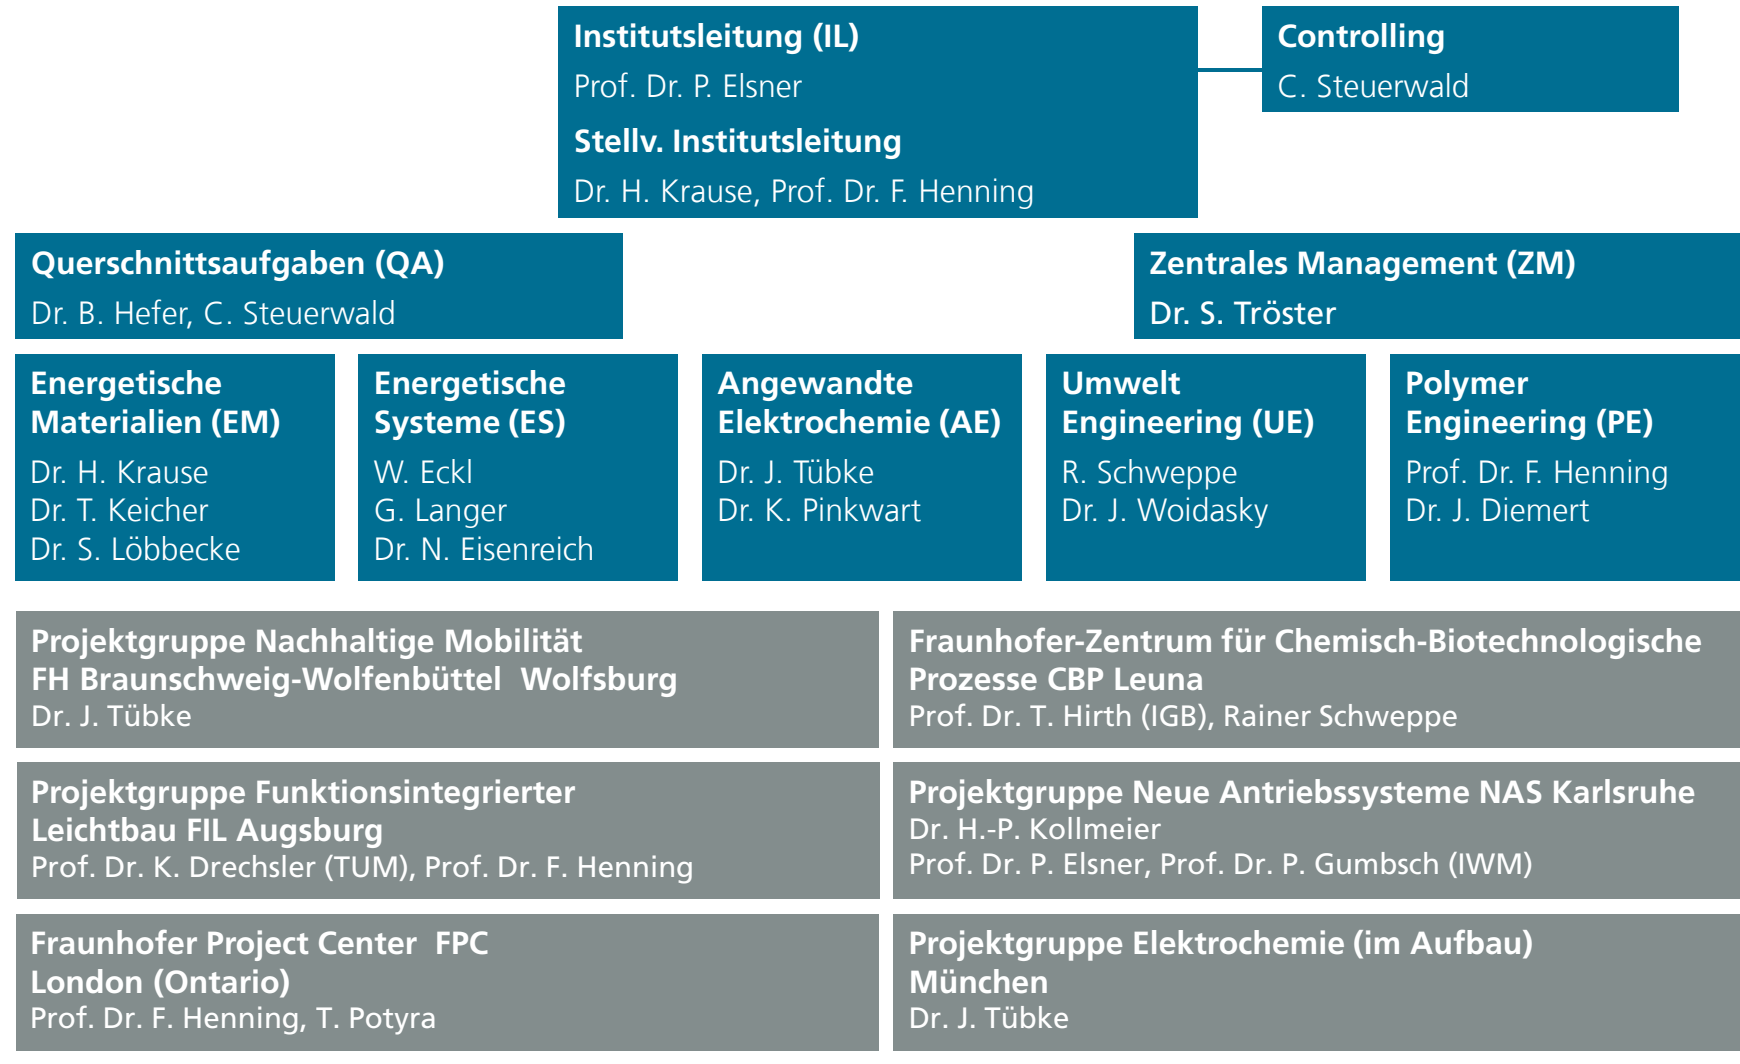 Institutsleitung (IL)
Prof. Dr. P. Elsner
Stellv. Institutsleitung
Dr. H. Krause, Prof. Dr. F. Henning
Controlling
C. Steuerwald
Querschnittsaufgaben (QA)
Dr. B. Hefer, C. Steuerwald
Zentrales Management (ZM)
Dr. S. Tröster
Energetische
Materialien (EM)
Dr. H. Krause
Dr. T. Keicher
Dr. S. Löbbecke
Energetische
Systeme (ES)
W. Eckl
G. Langer
Dr. N. Eisenreich
Angewandte
Elektrochemie (AE)
Dr. J. Tübke
Dr. K. Pinkwart
Umwelt
Engineering (UE)
R. Schweppe
Dr. J. Woidasky
Polymer
Engineering (PE)
Prof. Dr. F. Henning
Dr. J. Diemert
Projektgruppe Nachhaltige Mobilität
FH Braunschweig-Wolfenbüttel  Wolfsburg
Dr. J. Tübke
Fraunhofer-Zentrum für Chemisch-Biotechnologische
Prozesse CBP Leuna
Prof. Dr. T. Hirth (IGB), Rainer Schweppe
Projektgruppe Funktionsintegrierter
Leichtbau FIL Augsburg
Prof. Dr. K. Drechsler (TUM), Prof. Dr. F. Henning
Projektgruppe Neue Antriebssysteme NAS Karlsruhe
Dr. H.-P. Kollmeier
Prof. Dr. P. Elsner, Prof. Dr. P. Gumbsch (IWM)
Fraunhofer Project Center  FPC
London (Ontario)
Prof. Dr. F. Henning, T. Potyra
Projektgruppe Elektrochemie (im Aufbau)
München
Dr. J. Tübke